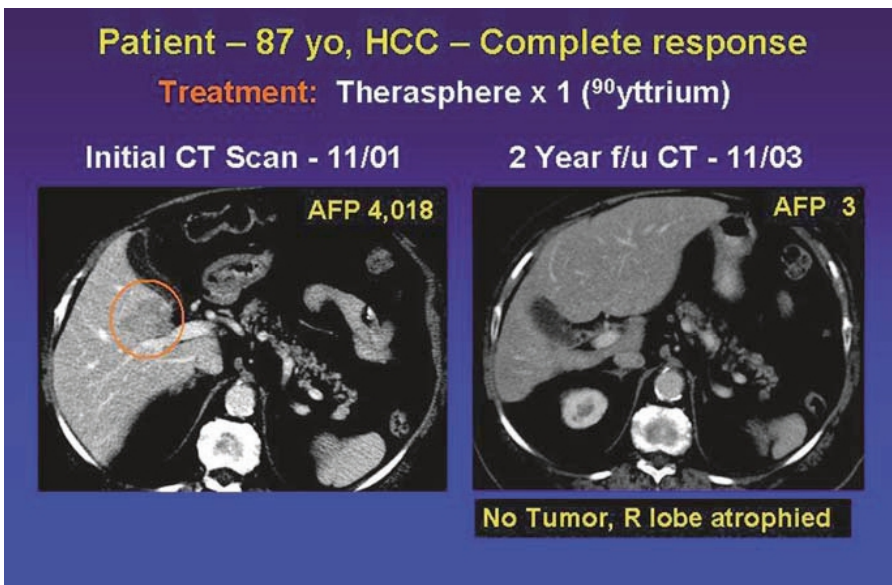 Patient – 87 yo, HCC – Complete response
Treatment: Therasphere x 1 (⁹⁰yttrium)
Initial CT Scan - 11/01
2 Year f/u CT - 11/03
AFP 4,018
AFP 3
No Tumor, R lobe atrophied